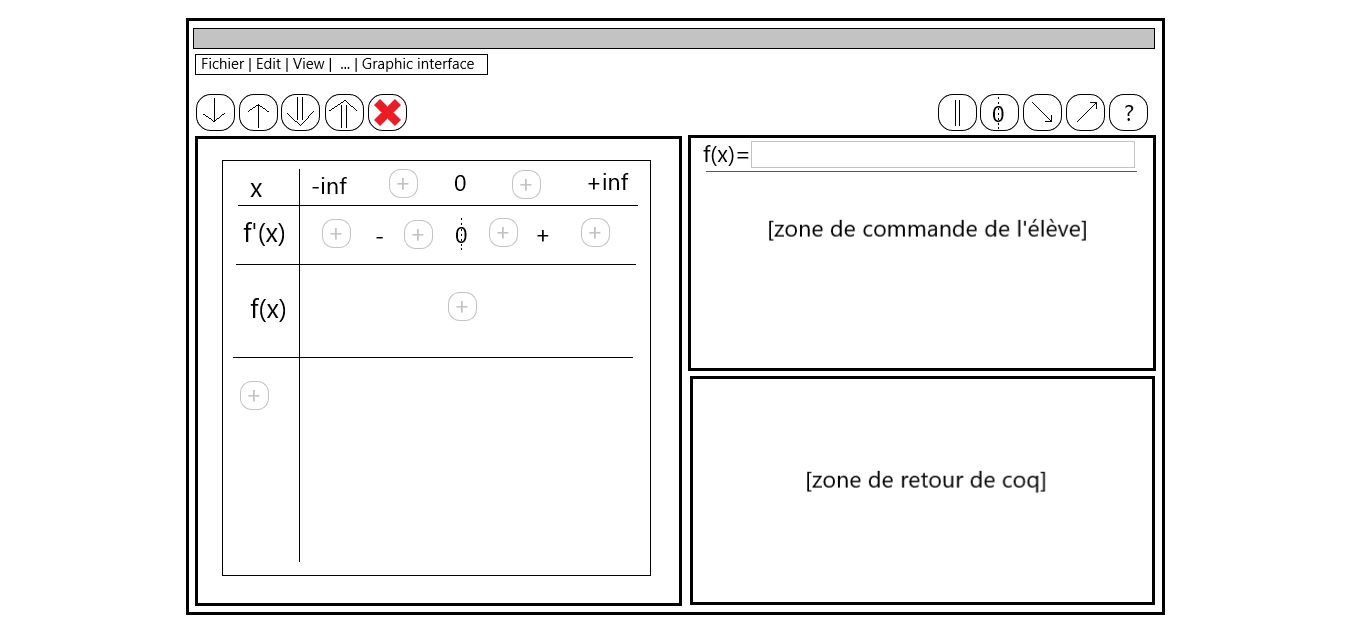 Fichier | Edit | View | ... | Graphic interface
?
x -inf + 0 + +inf
f'(x) + - + 0 + + +
f(x) +
+
0
f(x)=
[zone de commande de l'élève]
[zone de retour de coq]